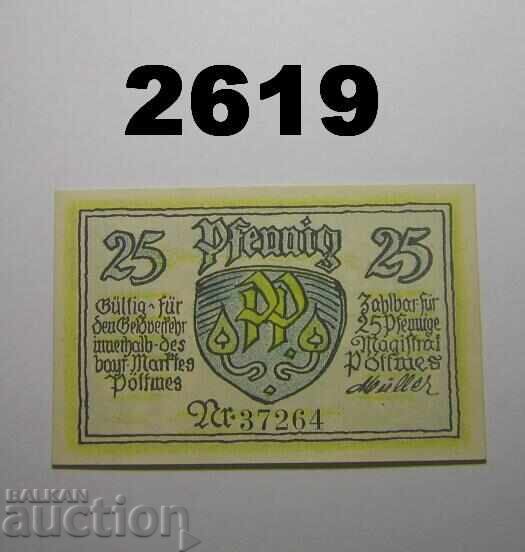 2619
25 Pfennig 25
Gültig für
den Geldverkehr
innerhalb des
bayr. Marktes
Pöttmes
PP.
Zahlbar für
25 Pfennige
Magistrat
Pöttmes
Müller
Nr. 37264
BALKAN
auction